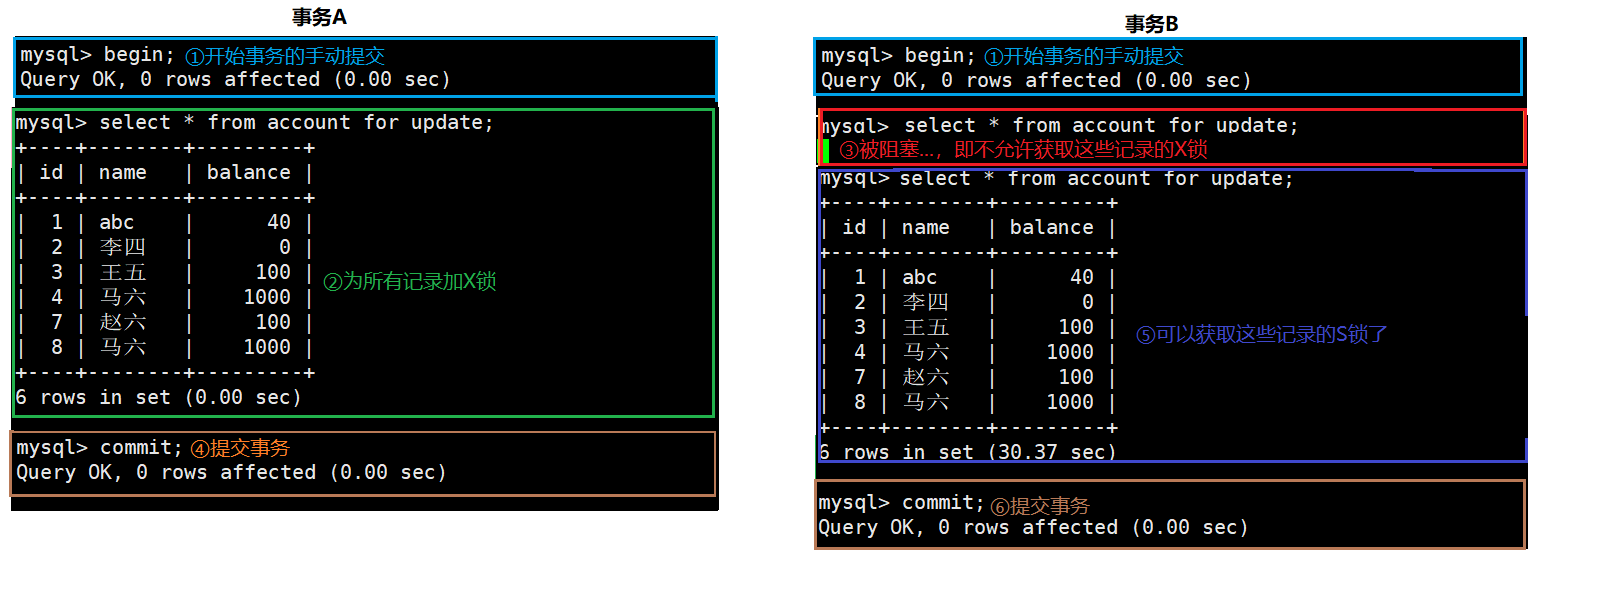 事务A
mysql> begin; ①开始事务的手动提交
Query OK, 0 rows affected (0.00 sec)
mysql> select * from account for update;
+----+--------+---------+
| id | name   | balance |
+----+--------+---------+
|  1 | abc    |      40 |
|  2 | 李四   |       0 |
|  3 | 王五   |     100 |
|  4 | 马六   |    1000 |
|  7 | 赵六   |     100 |
|  8 | 马六   |    1000 |
+----+--------+---------+
②为所有记录加X锁
6 rows in set (0.00 sec)
mysql> commit; ④提交事务
Query OK, 0 rows affected (0.00 sec)
事务B
mysql> begin; ①开始事务的手动提交
Query OK, 0 rows affected (0.00 sec)
mysql> select * from account for update;
③被阻塞...，即不允许获取这些记录的X锁
mysql> select * from account for update;
+----+--------+---------+
| id | name   | balance |
+----+--------+---------+
|  1 | abc    |      40 |
|  2 | 李四   |       0 |
|  3 | 王五   |     100 |
|  4 | 马六   |    1000 |
|  7 | 赵六   |     100 |
|  8 | 马六   |    1000 |
+----+--------+---------+
⑤可以获取这些记录的S锁了
6 rows in set (30.37 sec)
mysql> commit; ⑥提交事务
Query OK, 0 rows affected (0.00 sec)